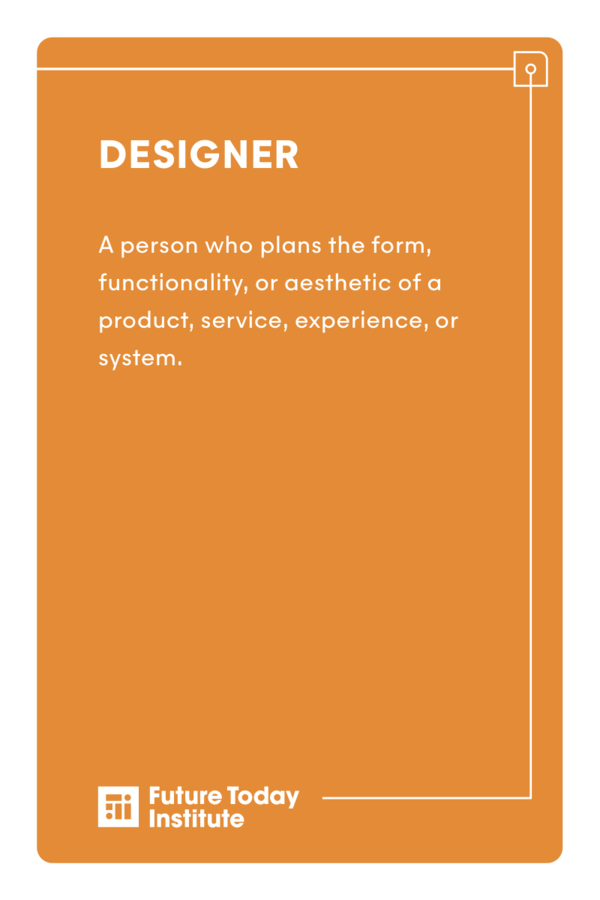 DESIGNER
A person who plans the form,
functionality, or aesthetic of a
product, service, experience, or
system.
Future Today
Institute